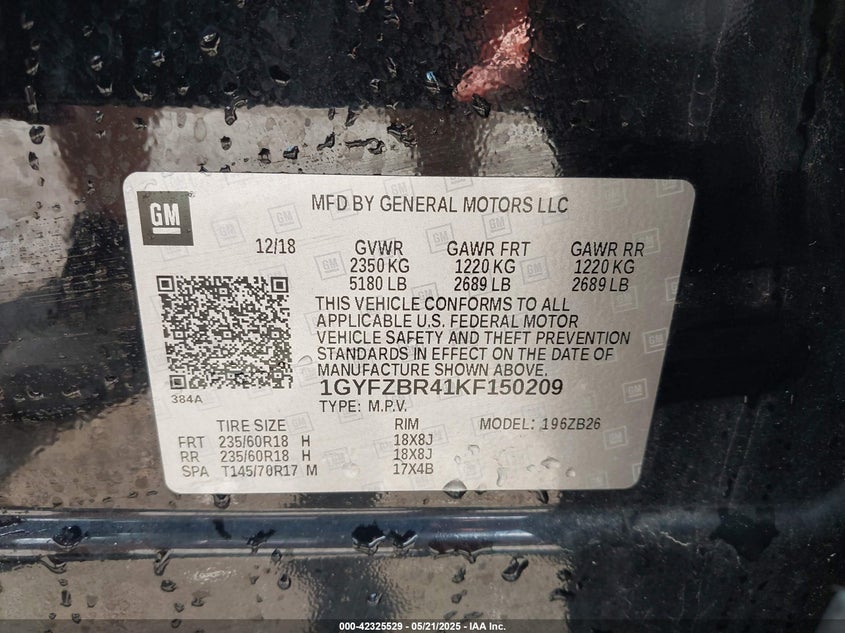 GM
MFD BY GENERAL MOTORS LLC
12/18
GVWR GAWR FRT GAWR RR
2350 KG 1220 KG 1220 KG
5180 LB 2689 LB 2689 LB
THIS VEHICLE CONFORMS TO ALL
APPLICABLE U.S. FEDERAL MOTOR
VEHICLE SAFETY AND THEFT PREVENTION
STANDARDS IN EFFECT ON THE DATE OF
MANUFACTURE SHOWN ABOVE.
1GYFZBR41KF150209
384A
TYPE: M.P.V.
TIRE SIZE RIM MODEL: 196ZB26
FRT 235/60R18 H 18X8J
RR 235/60R18 H 18X8J
SPA T145/70R17 M 17X4B
000-42325529 - 05/21/2025 - IAA Inc.